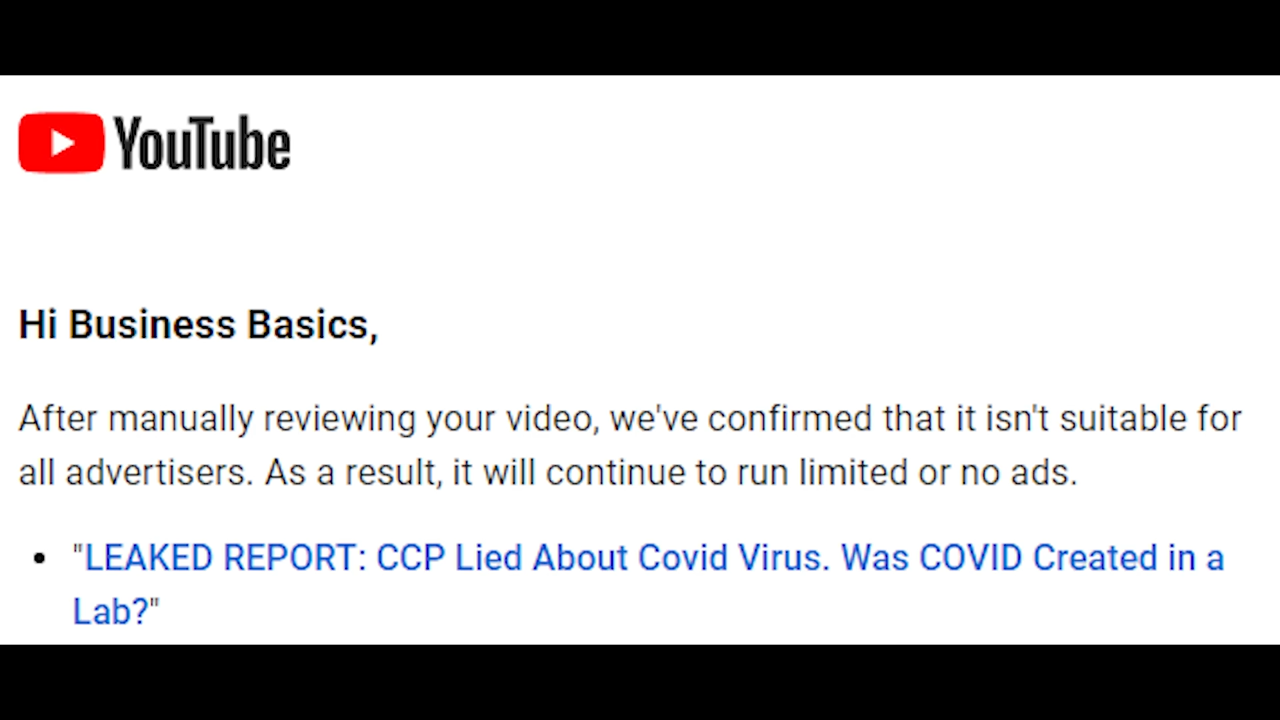 YouTube
Hi Business Basics,
After manually reviewing your video, we've confirmed that it isn't suitable for
all advertisers. As a result, it will continue to run limited or no ads.
• "LEAKED REPORT: CCP Lied About Covid Virus. Was COVID Created in a
Lab?"